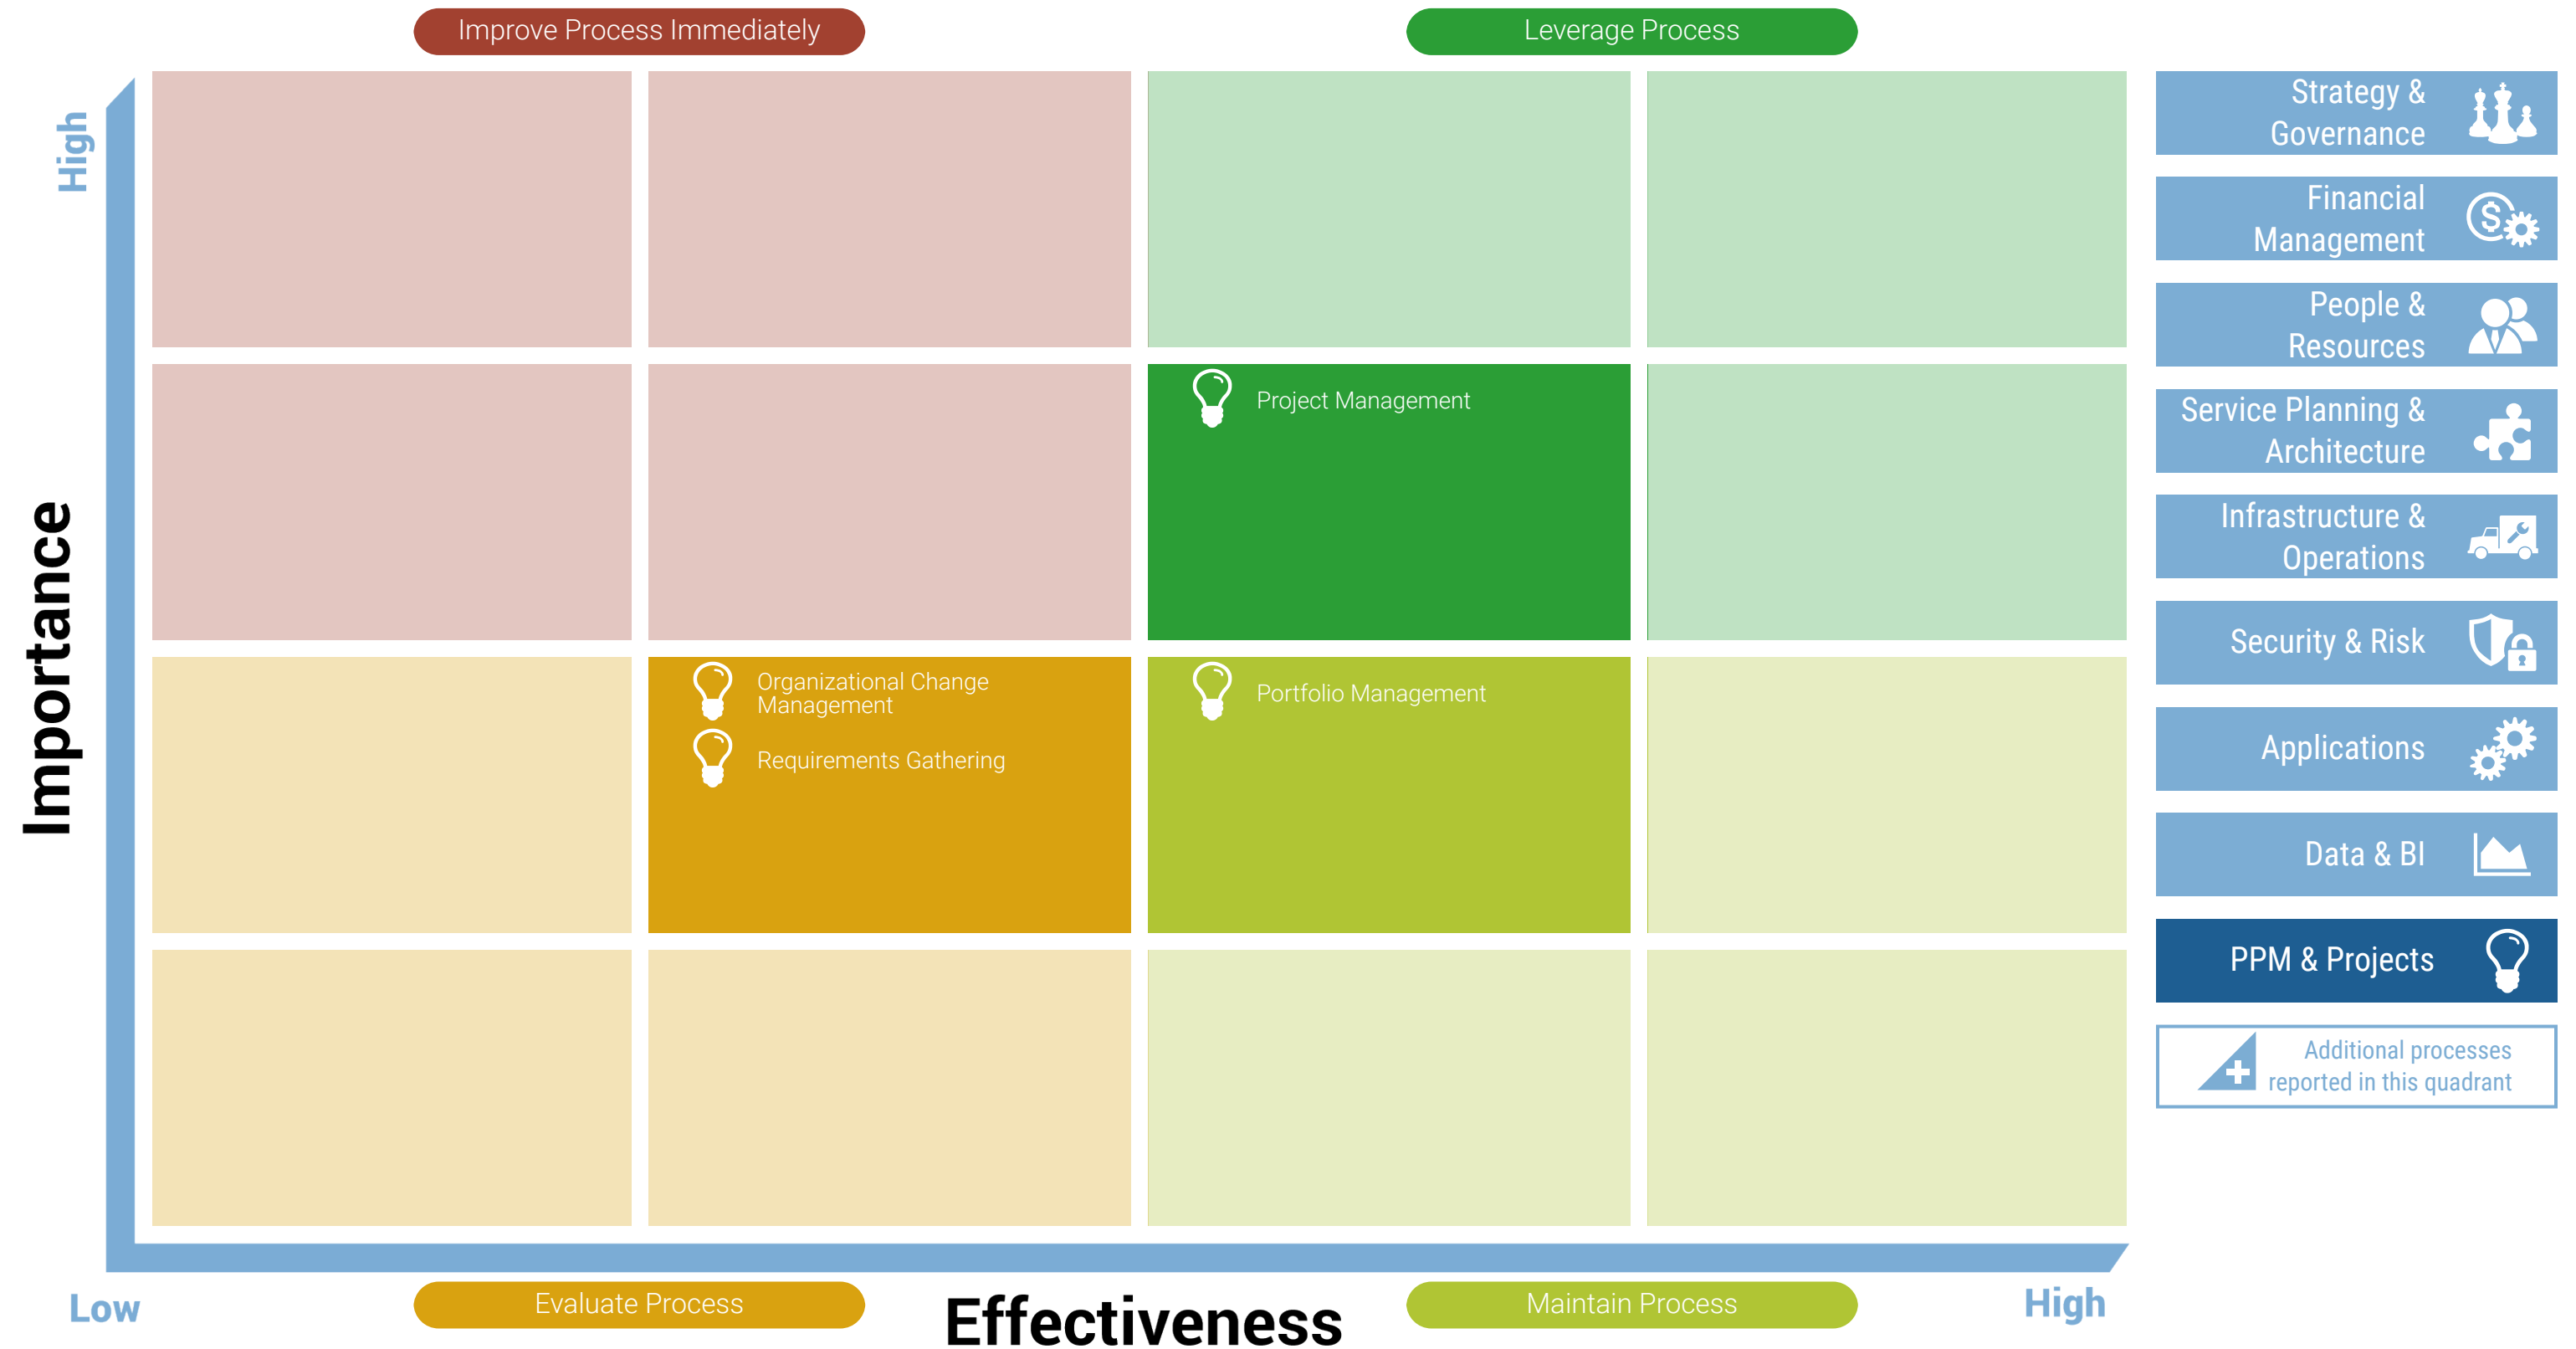 Improve Process Immediately
Leverage Process
High
Importance
Project Management
Organizational Change
Management
Requirements Gathering
Portfolio Management
Low
Evaluate Process
Effectiveness
Maintain Process
High
Strategy &
Governance
Financial
Management
People &
Resources
Service Planning &
Architecture
Infrastructure &
Operations
Security & Risk
Applications
Data & BI
PPM & Projects
Additional processes
reported in this quadrant